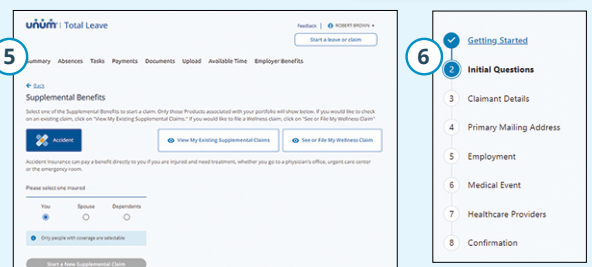 5
unum | Total Leave
Feedback | ROBERT BROWN
Start a leave or claim
Summary Absences Tasks Payments Documents Upload Available Time Employer Benefits
Back
Supplemental Benefits
Select one of the Supplemental Benefits to start a claim. Only those Products associated with your portfolio will show below. If you would like to check
on an existing claim, click on "View My Existing Supplemental Claims." If you would like to file a Wellness claim, click on "See or File My Wellness Claim"
Accident
View My Existing Supplemental Claims
See or File My Wellness Claim
Accident Insurance can pay a benefit directly to you if you are injured and need treatment, whether you go to a physician's office, urgent care center
or the emergency room.
Please select one insured
You Spouse Dependents
Only people with coverage are selectable
Start a New Supplemental Claim
6
Getting Started
2 Initial Questions
3 Claimant Details
4 Primary Mailing Address
5 Employment
6 Medical Event
7 Healthcare Providers
8 Confirmation